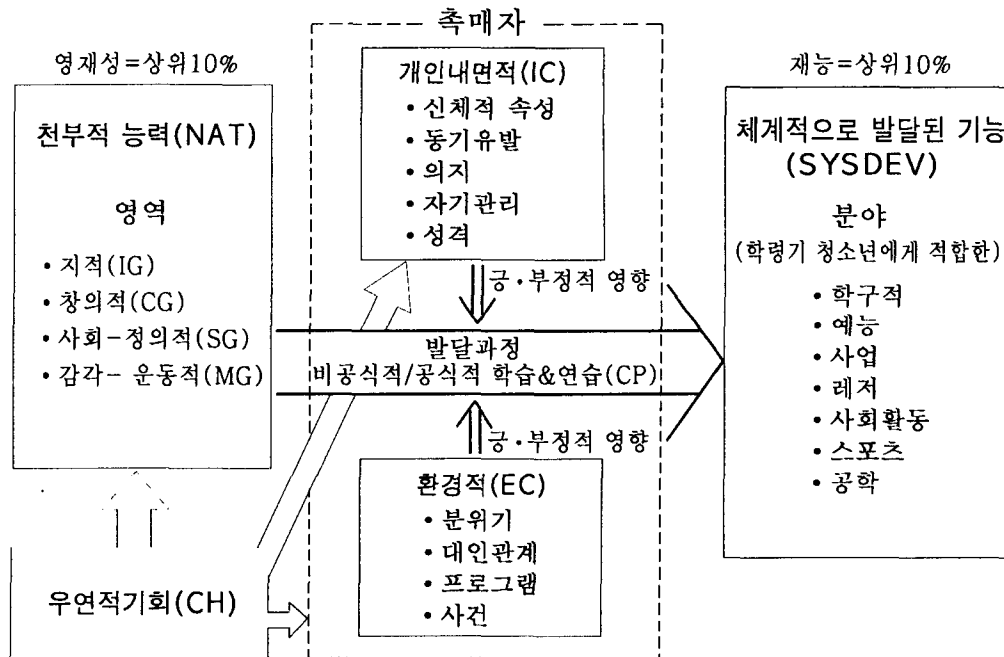 촉매자
영재성=상위10%
천부적 능력(NAT)
영역
• 지적(IG)
• 창의적(CG)
• 사회-정의적(SG)
• 감각- 운동적(MG)
개인내면적(IC)
• 신체적 속성
• 동기유발
• 의지
• 자기관리
• 성격
긍•부정적 영향
발달과정
비공식적/공식적 학습&연습(CP)
긍•부정적 영향
환경적(EC)
• 분위기
• 대인관계
• 프로그램
• 사건
우연적기회(CH)
재능=상위10%
체계적으로 발달된 기능
(SYSDEV)
분야
(학령기 청소년에게 적합한)
• 학구적
• 예능
• 사업
• 레저
• 사회활동
• 스포츠
• 공학